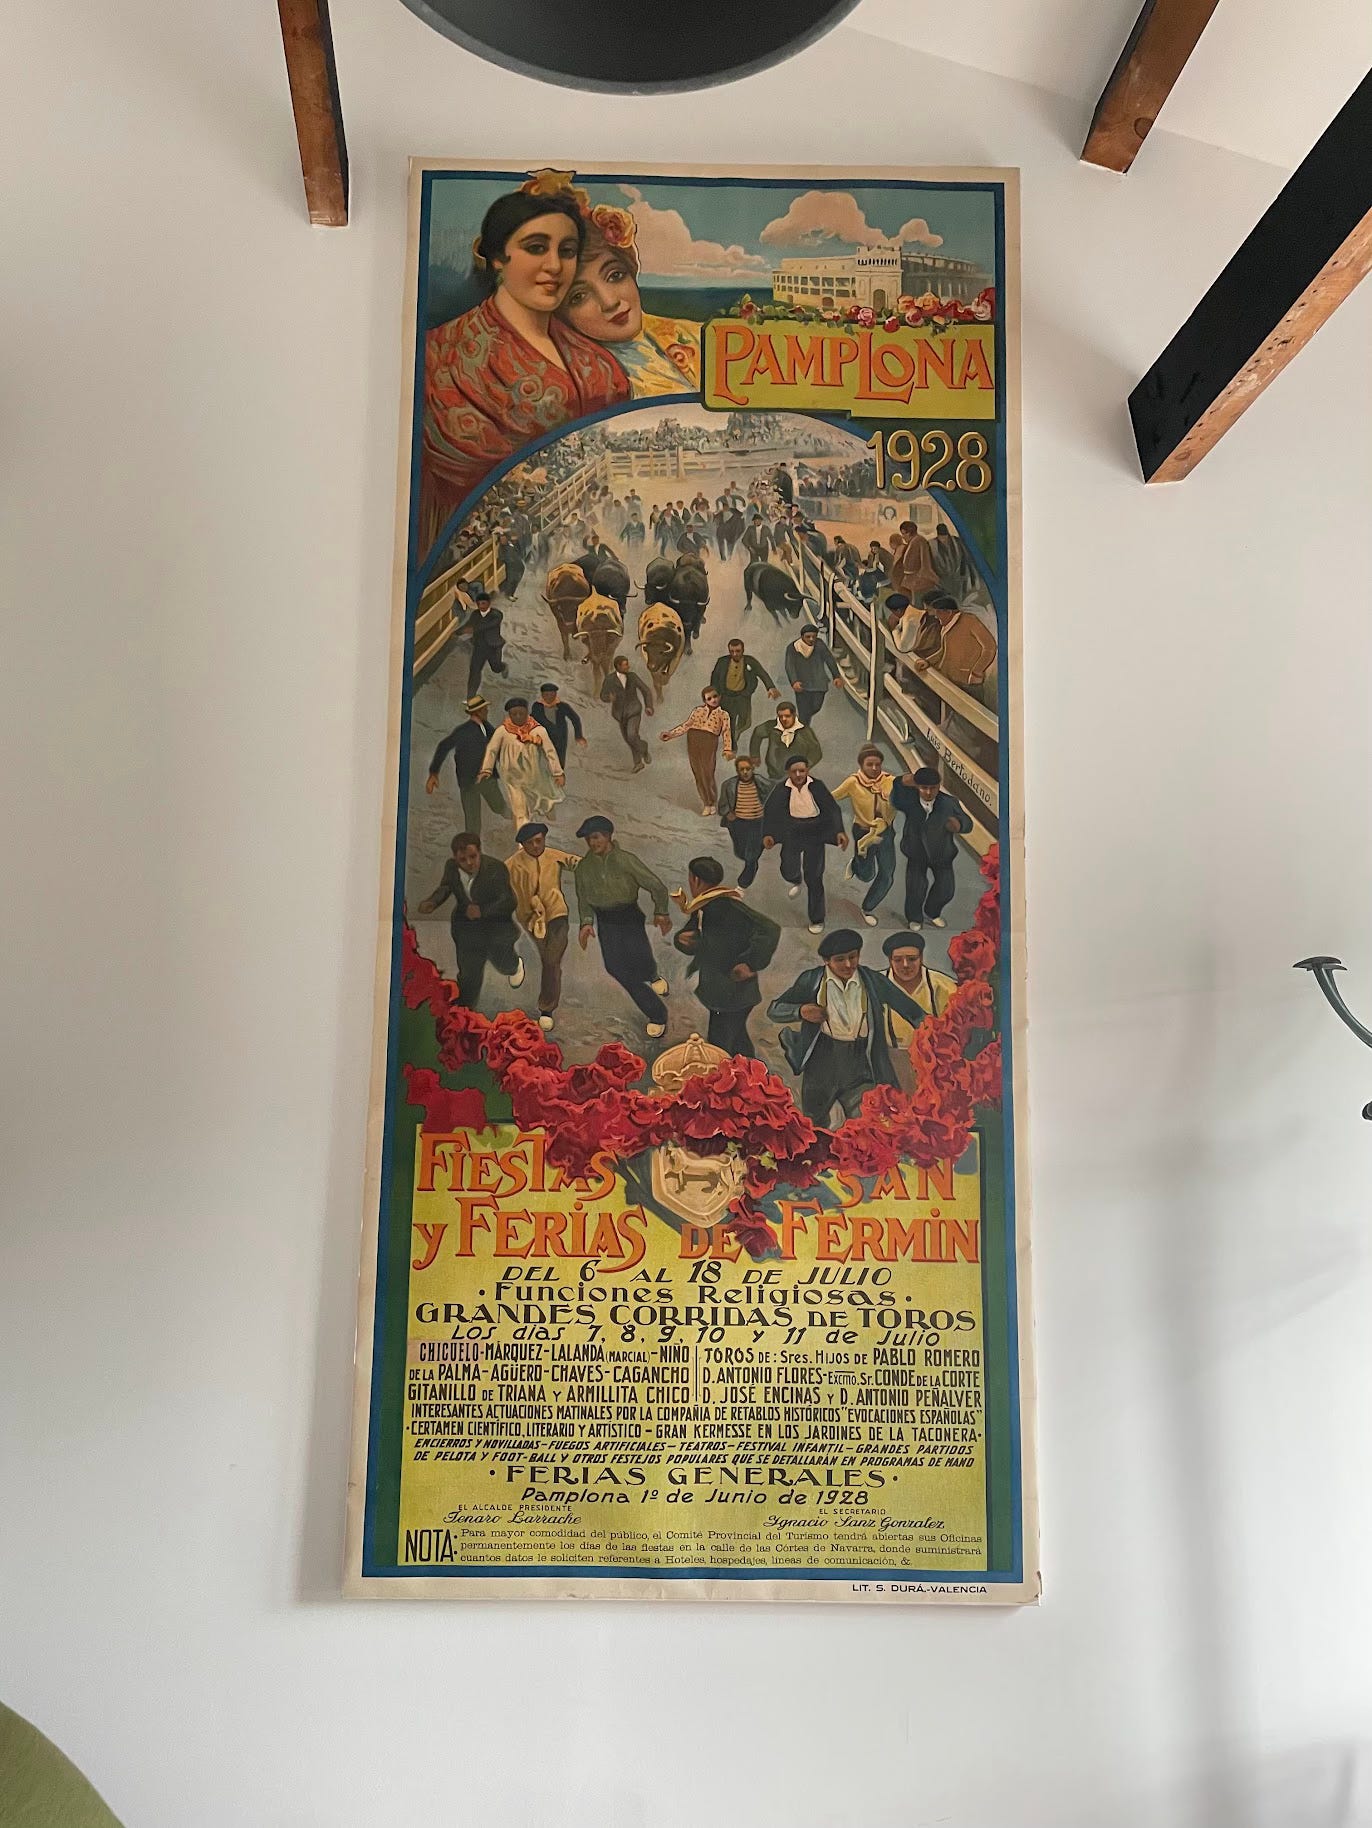 PAMPLONA
1928
Luis Bertodano.
FIESTAS SAN
y FERIAS DE FERMIN
DEL 6 AL 18 DE JULIO
· Funciones Religiosas ·
GRANDES CORRIDAS DE TOROS
Los días 7, 8, 9, 10 y 11 de Julio
CHICUELO-MÁRQUEZ-LALANDA (MARCIAL)-NIÑO
DE LA PALMA-AGÜERO-CHAVES-CAGANCHO
GITANILLO DE TRIANA Y ARMILLITA CHICO
TOROS DE: Sres. HIJOS DE PABLO ROMERO
D. ANTONIO FLORES-EXCMO. Sr. CONDE DE LA CORTE
D. JOSÉ ENCINAS Y D. ANTONIO PEÑALVER
INTERESANTES ACTUACIONES MATINALES POR LA COMPAÑIA DE RETABLOS HISTÓRICOS "EVOCACIONES ESPAÑOLAS"
·CERTAMEN CIENTÍFICO, LITERARIO Y ARTÍSTICO – GRAN KERMESSE EN LOS JARDINES DE LA TACONERA·
ENCIERROS Y NOVILLADAS – FUEGOS ARTIFICIALES – TEATROS – FESTIVAL INFANTIL – GRANDES PARTIDOS
DE PELOTA Y FOOT-BALL Y OTROS FESTEJOS POPULARES QUE SE DETALLARÁN EN PROGRAMAS DE MANO
· FERIAS GENERALES ·
Pamplona 1º de Junio de 1928
EL ALCALDE PRESIDENTE
Genaro Larrache
EL SECRETARIO
Ygnacio Sanz Gonzalez
NOTA: Para mayor comodidad del público, el Comité Provincial del Turismo tendrá abiertas sus Oficinas
permanentemente los días de las fiestas en la calle de las Córtes de Navarra, donde suministrará
cuantos datos le soliciten referentes a Hoteles, hospedajes, líneas de comunicación, &.
LIT. S. DURÁ.-VALENCIA